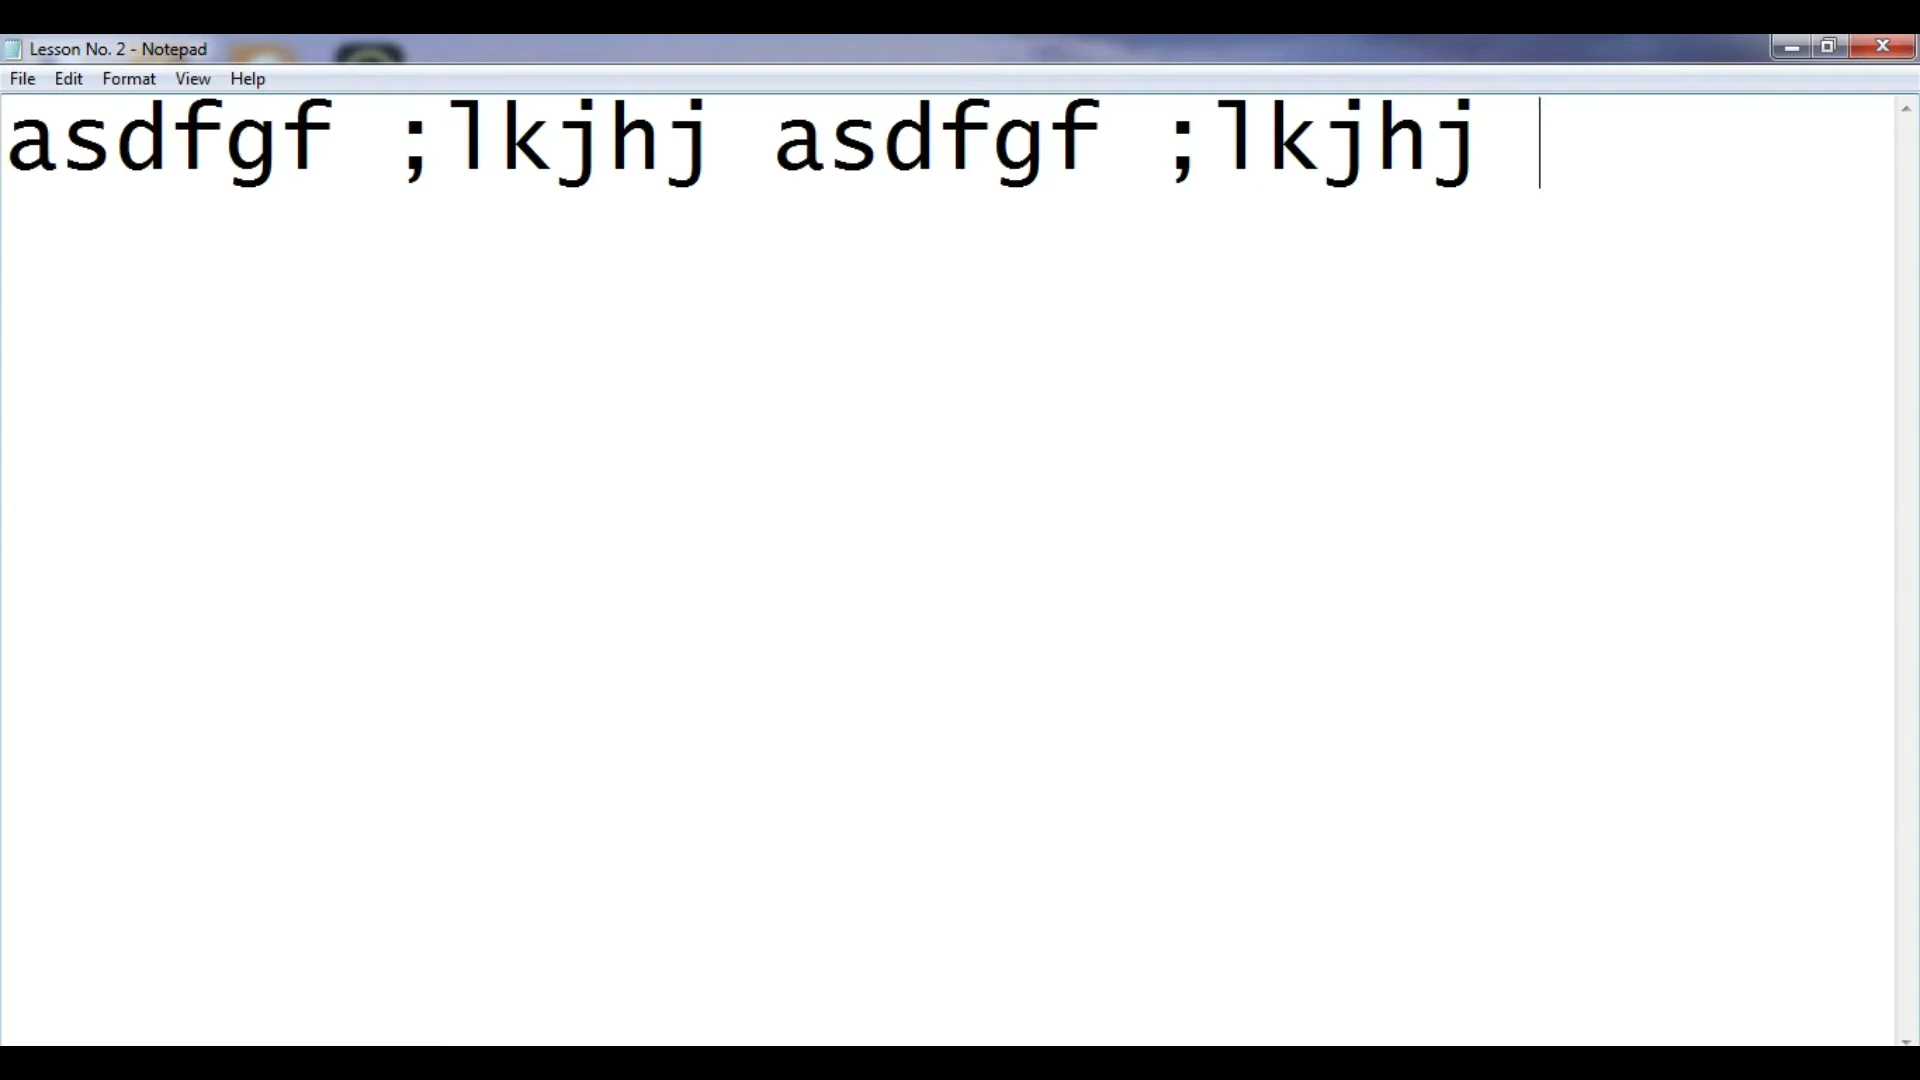 Lesson No. 2 - Notepad
File Edit Format View Help
asdfgf ;lkjhj asdfgf ;lkjhj